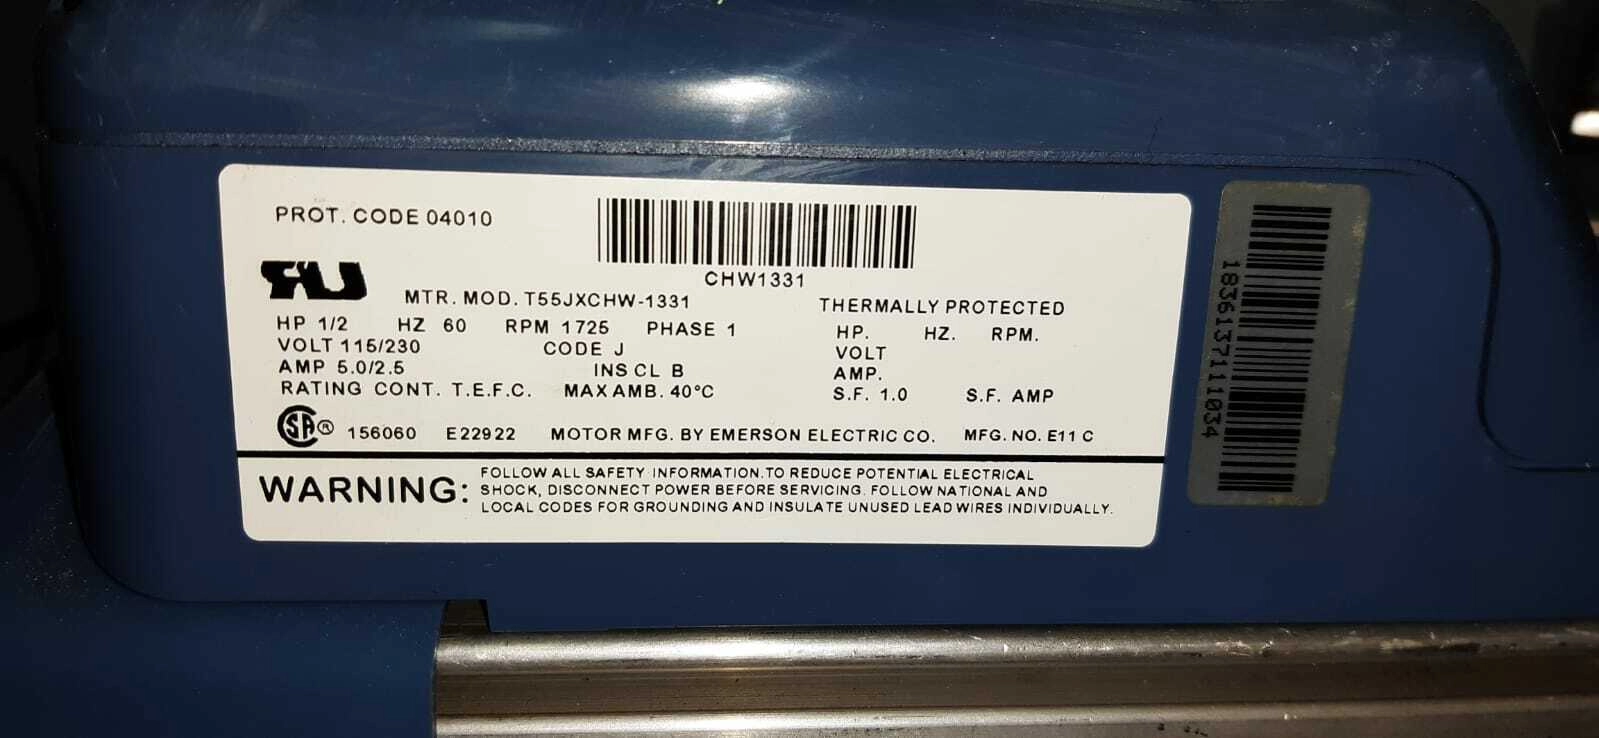 PROT. CODE 04010
CHW1331
MTR. MOD. T55JXCHW-1331
THERMALLY PROTECTED
HP 1/2 HZ 60 RPM 1725 PHASE 1
HP. HZ. RPM.
VOLT 115/230 CODE J
VOLT
AMP 5.0/2.5 INS CL B
AMP.
RATING CONT. T.E.F.C. MAX AMB. 40°C
S.F. 1.0 S.F. AMP
SA® 156060 E22922 MOTOR MFG. BY EMERSON ELECTRIC CO. MFG. NO. E11 C
WARNING:
FOLLOW ALL SAFETY INFORMATION. TO REDUCE POTENTIAL ELECTRICAL
SHOCK, DISCONNECT POWER BEFORE SERVICING. FOLLOW NATIONAL AND
LOCAL CODES FOR GROUNDING AND INSULATE UNUSED LEAD WIRES INDIVIDUALLY.
1836137111034